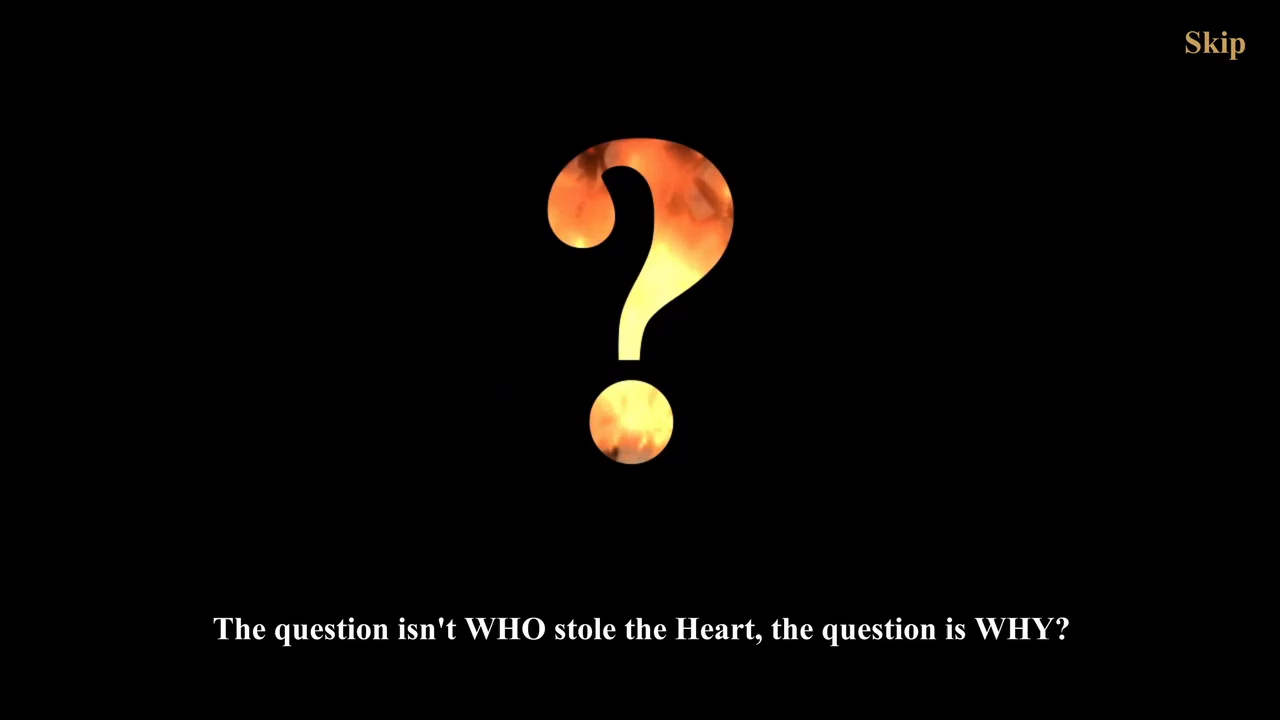 Skip
?
The question isn't WHO stole the Heart, the question is WHY?